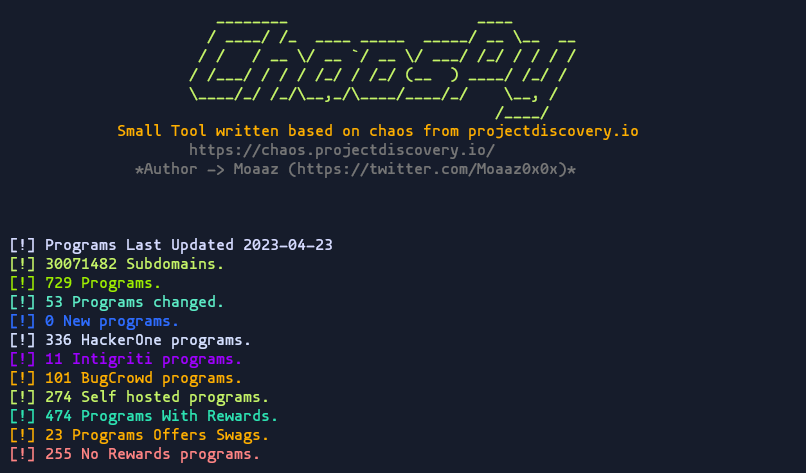 ChaosPy
Small Tool written based on chaos from projectdiscovery.io
https://chaos.projectdiscovery.io/
*Author -> Moaaz (https://twitter.com/Moaaz0x0x)*
[!] Programs Last Updated 2023-04-23
[!] 30071482 Subdomains.
[!] 729 Programs.
[!] 53 Programs changed.
[!] 0 New programs.
[!] 336 HackerOne programs.
[!] 11 Intigriti programs.
[!] 101 BugCrowd programs.
[!] 274 Self hosted programs.
[!] 474 Programs With Rewards.
[!] 23 Programs Offers Swags.
[!] 255 No Rewards programs.